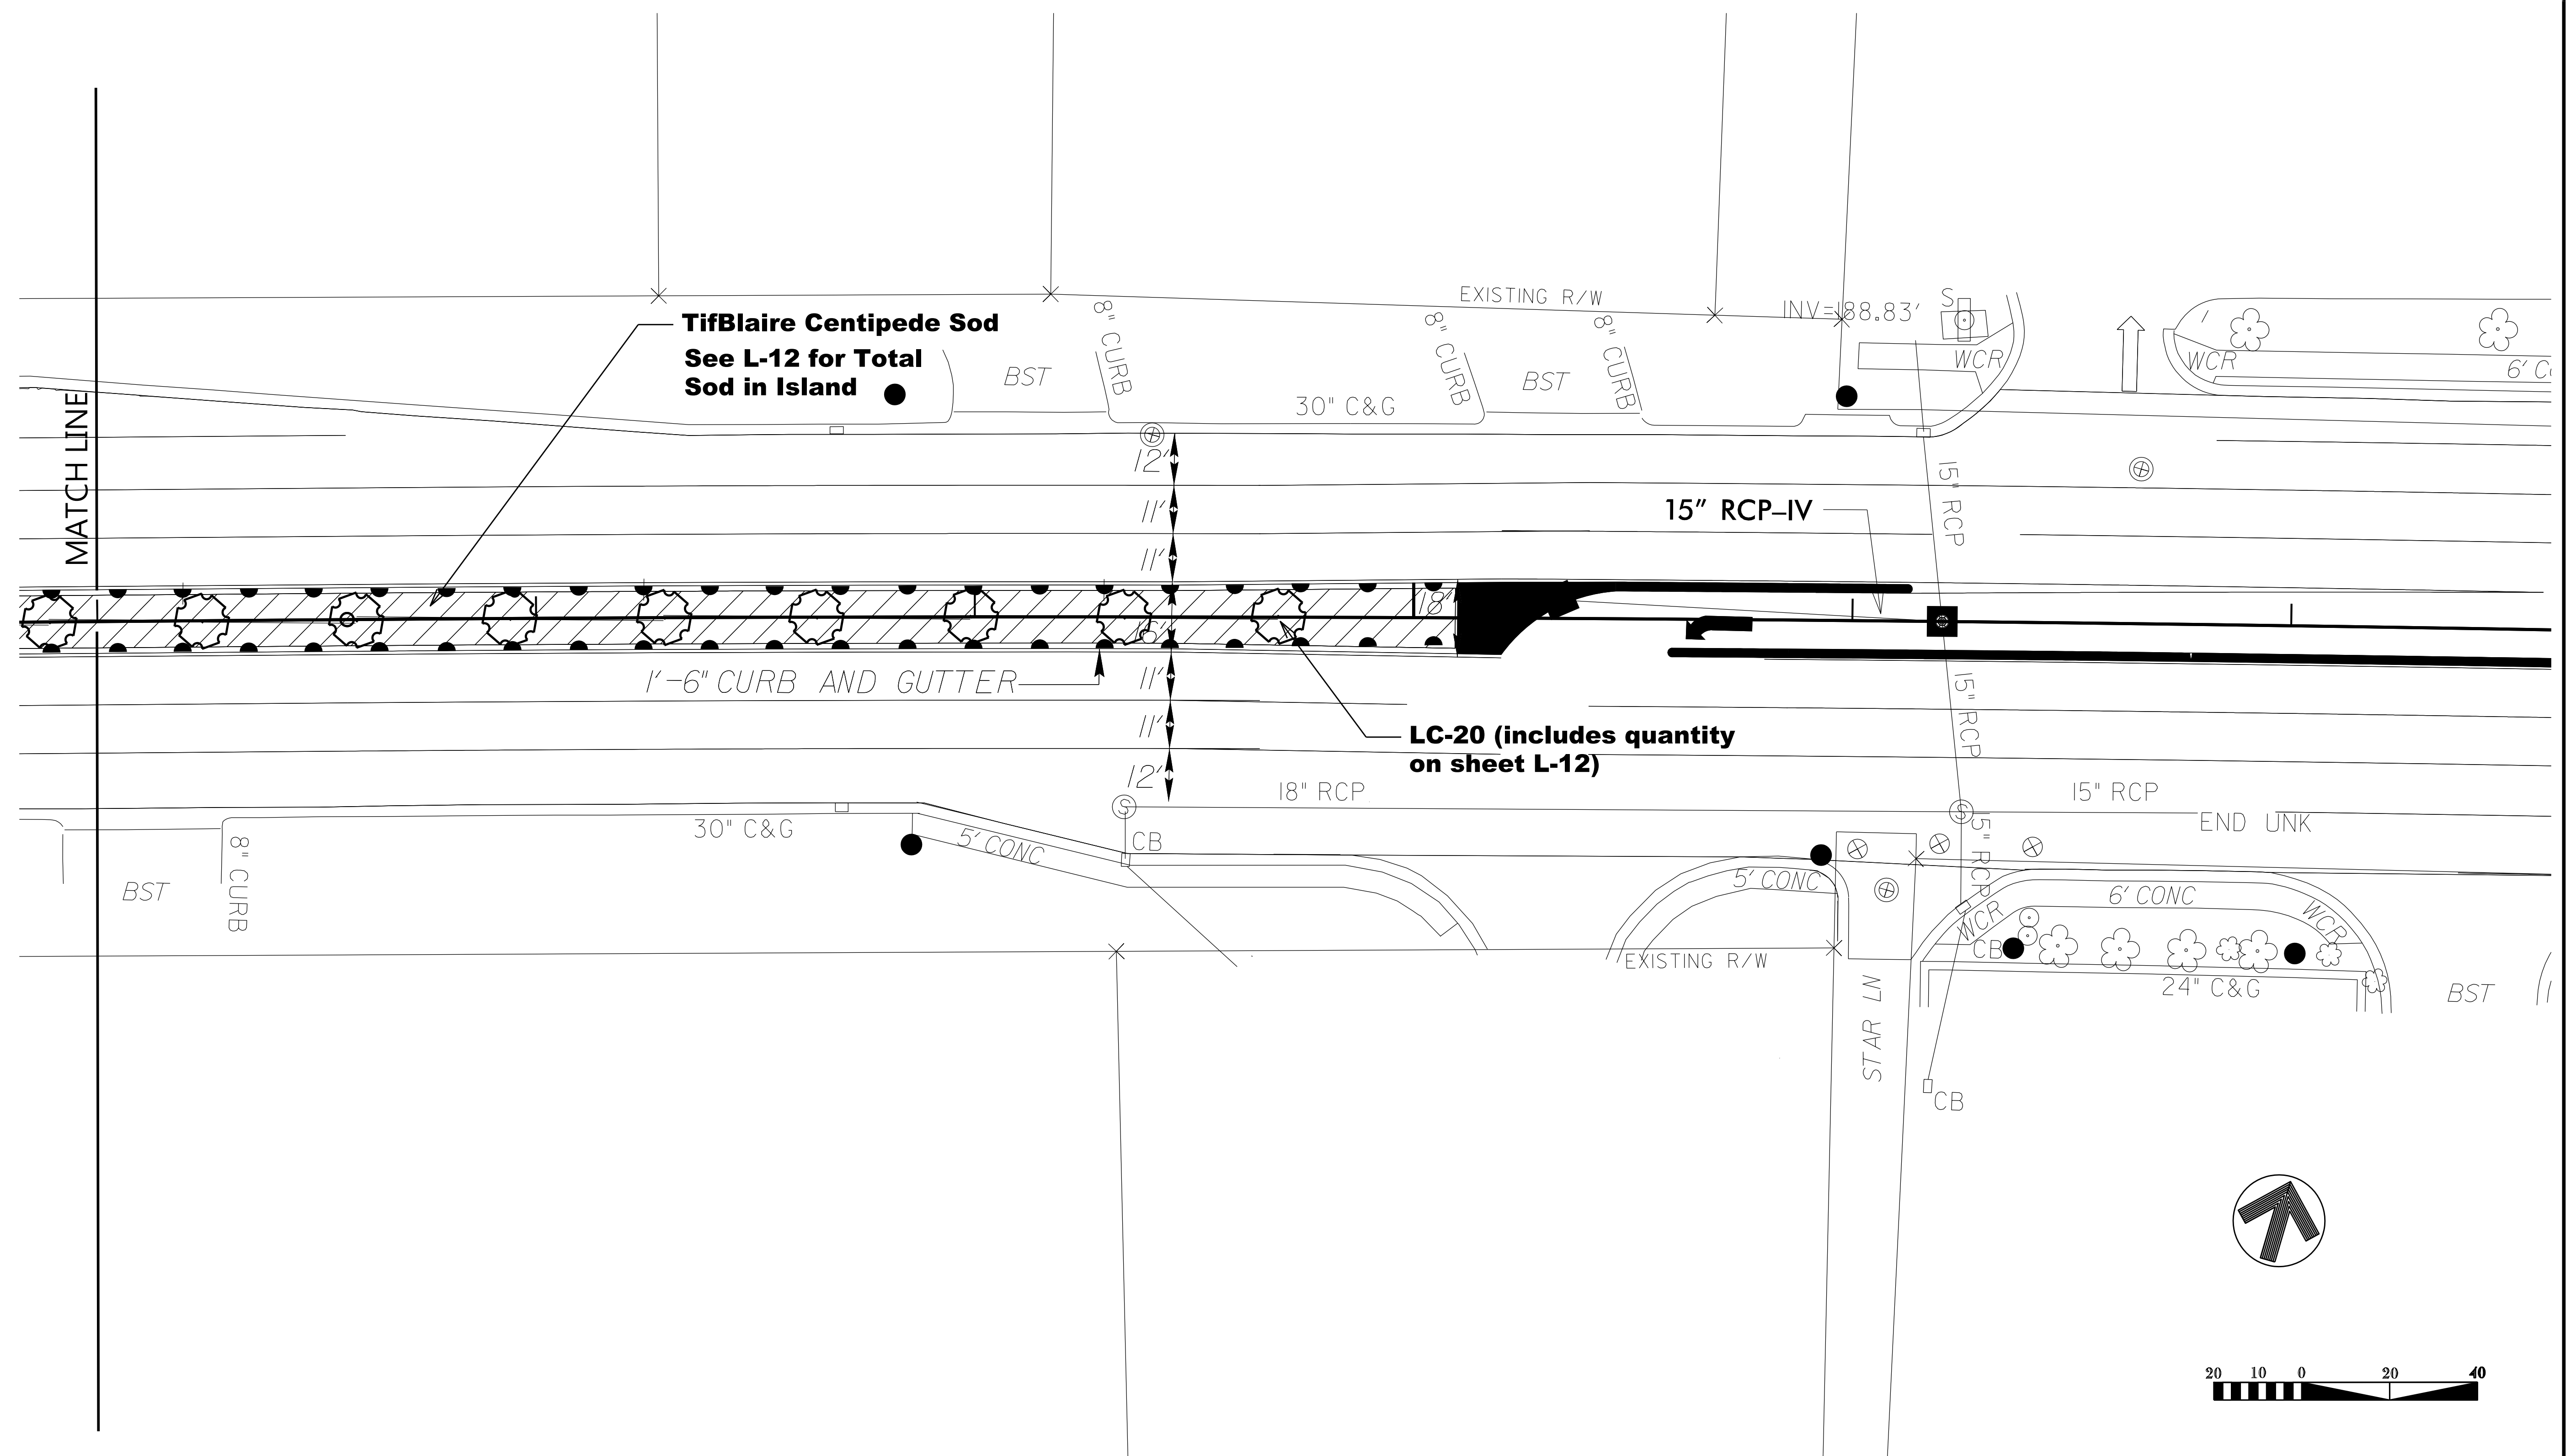 EXISTING R/W
INV=188.83'
S
TifBlaire Centipede Sod
See L-12 for Total
Sod in Island
8" CURB
8" CURB
8" CURB
BST
BST
WCR
WCR
30" C&G
MATCH LINE
12'
11'
11'
15" RCP
15" RCP–IV
18'
1'-6" CURB AND GUTTER
11'
11'
12'
15" RCP
LC-20 (includes quantity
on sheet L-12)
18" RCP
15" RCP
S
S
END UNK
30" C&G
5' CONC
CB
8" CURB
BST
5' CONC
15" RCP
6' CONC
WCR
WCR
CB
EXISTING R/W
24" C&G
BST
STAR LN
CB
20 10 0 20 40